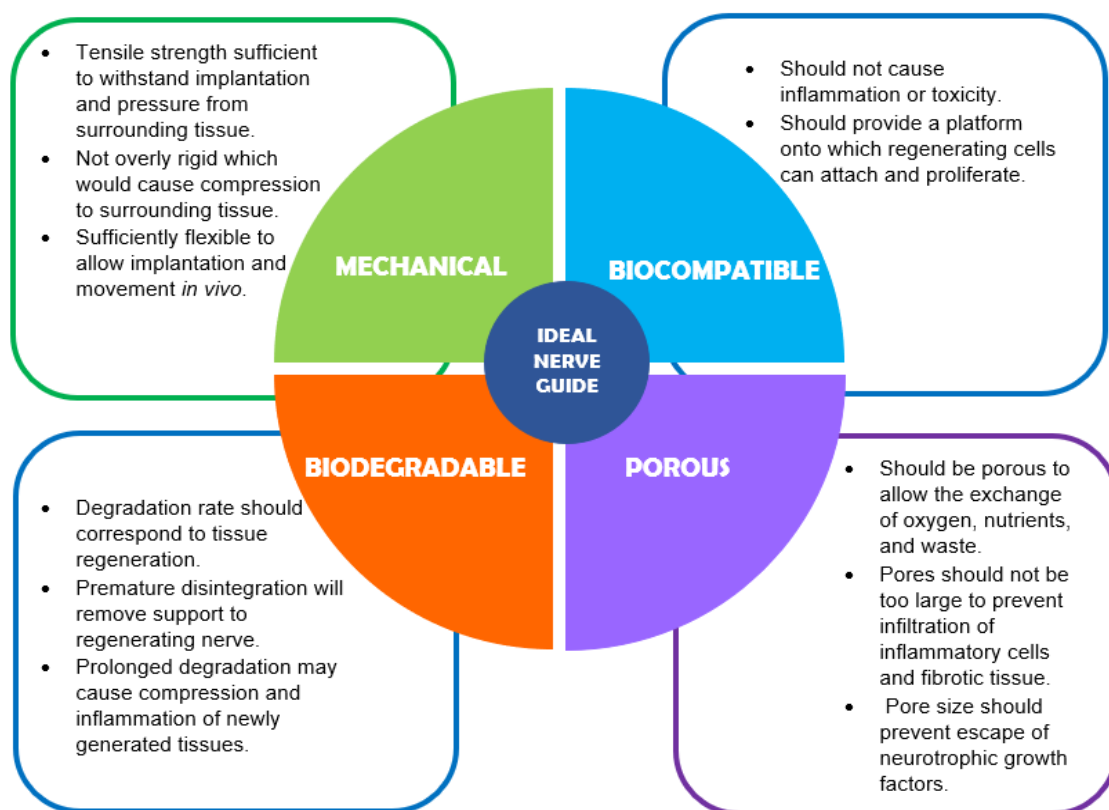 • Tensile strength sufficient
to withstand implantation
and pressure from
surrounding tissue.
• Not overly rigid which
would cause compression
to surrounding tissue.
• Sufficiently flexible to
allow implantation and
movement in vivo.
• Should not cause
inflammation or toxicity.
• Should provide a platform
onto which regenerating cells
can attach and proliferate.
MECHANICAL
BIOCOMPATIBLE
IDEAL
NERVE
GUIDE
BIODEGRADABLE
POROUS
• Degradation rate should
correspond to tissue
regeneration.
• Premature disintegration will
remove support to
regenerating nerve.
• Prolonged degradation may
cause compression and
inflammation of newly
generated tissues.
• Should be porous to
allow the exchange
of oxygen, nutrients,
and waste.
• Pores should not be
too large to prevent
infiltration of
inflammatory cells
and fibrotic tissue.
• Pore size should
prevent escape of
neurotrophic growth
factors.